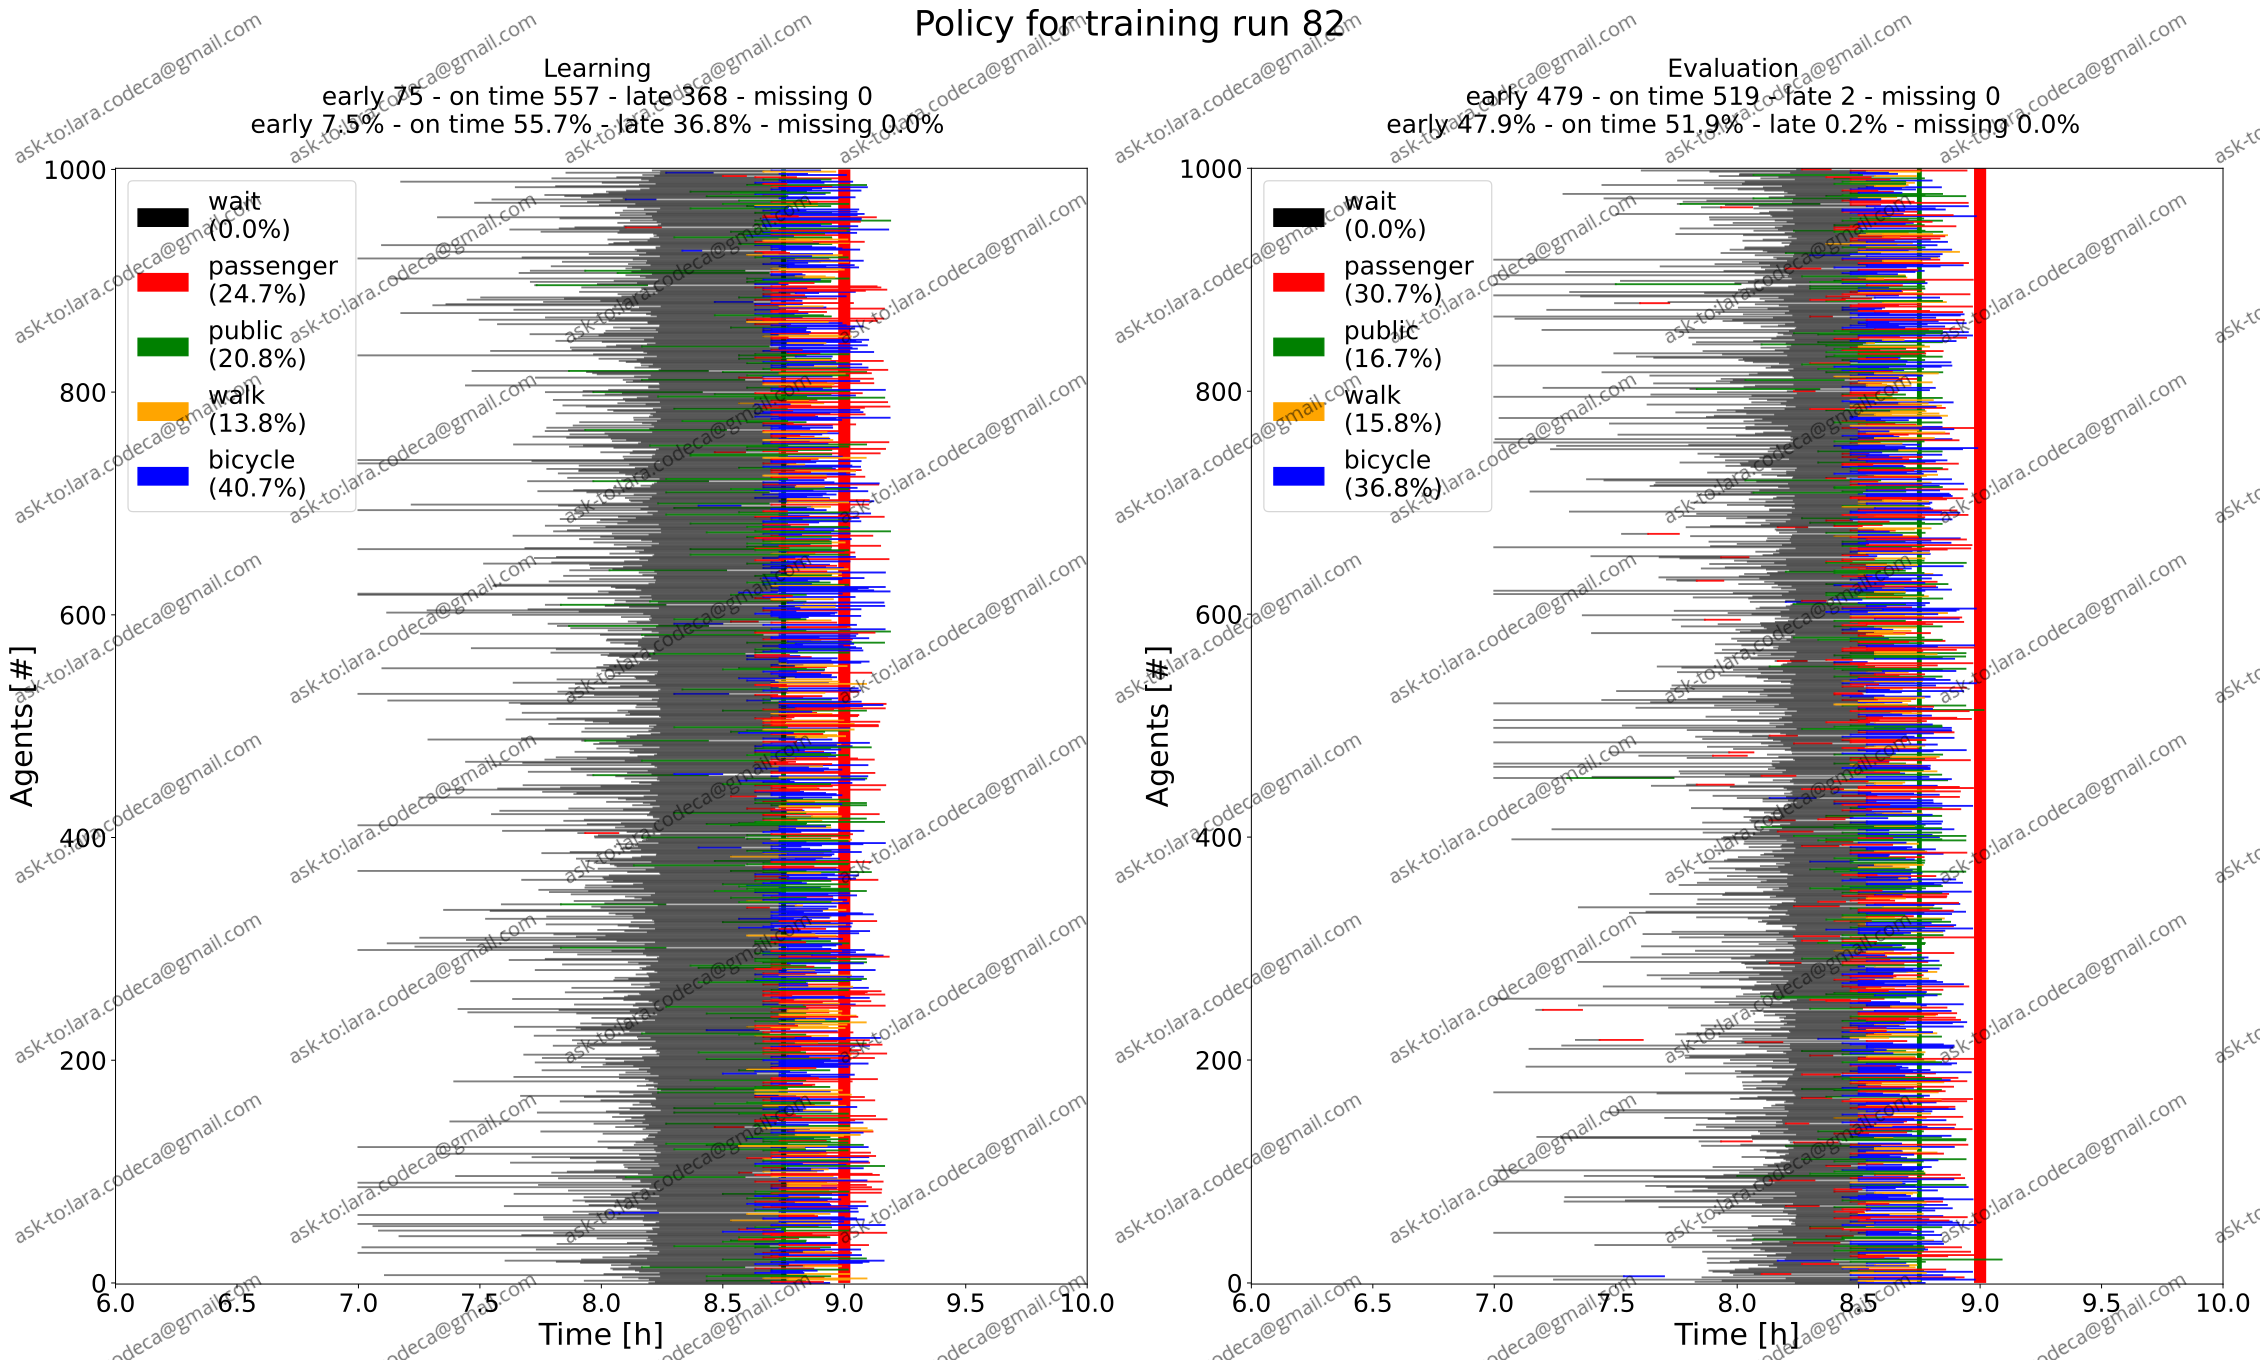 Policy for training run 82
Learning
early 75 - on time 557 - late 368 - missing 0
early 7.5% - on time 55.7% - late 36.8% - missing 0.0%
1000
800
600
400
200
0
Agents [#]
wait
(0.0%)
passenger
(24.7%)
public
(20.8%)
walk
(13.8%)
bicycle
(40.7%)
6.0 6.5 7.0 7.5 8.0 8.5 9.0 9.5 10.0
Time [h]
Evaluation
early 479 - on time 519 - late 2 - missing 0
early 47.9% - on time 51.9% - late 0.2% - missing 0.0%
1000
800
600
400
200
0
Agents [#]
wait
(0.0%)
passenger
(30.7%)
public
(16.7%)
walk
(15.8%)
bicycle
(36.8%)
6.0 6.5 7.0 7.5 8.0 8.5 9.0 9.5 10.0
Time [h]
ask-to:lara.codeca@gmail.com